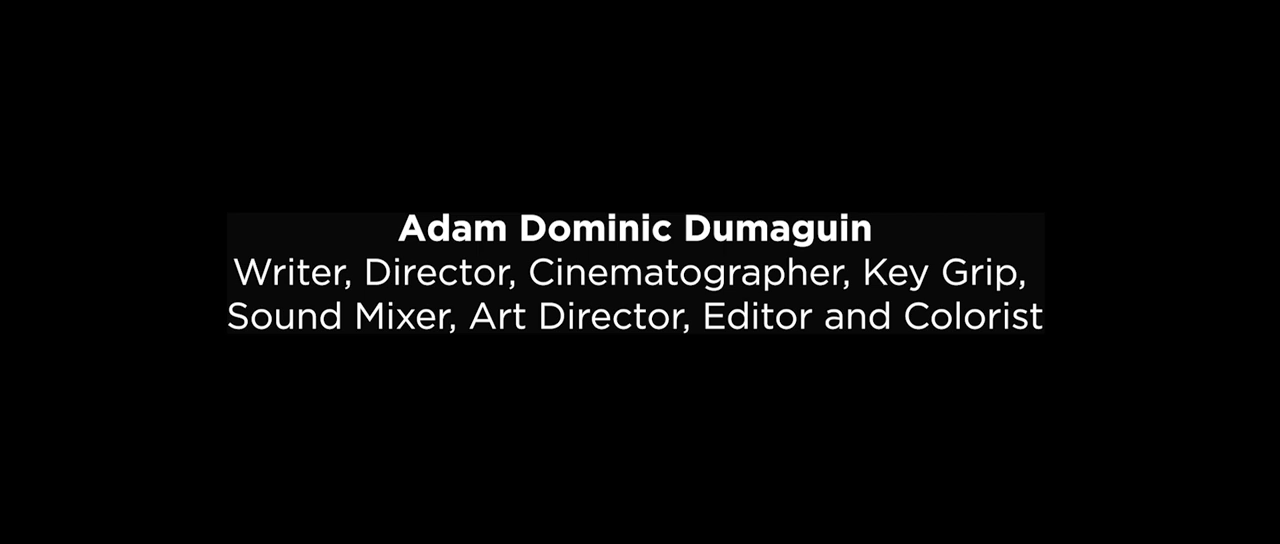 Adam Dominic Dumaguin
Writer, Director, Cinematographer, Key Grip,
Sound Mixer, Art Director, Editor and Colorist